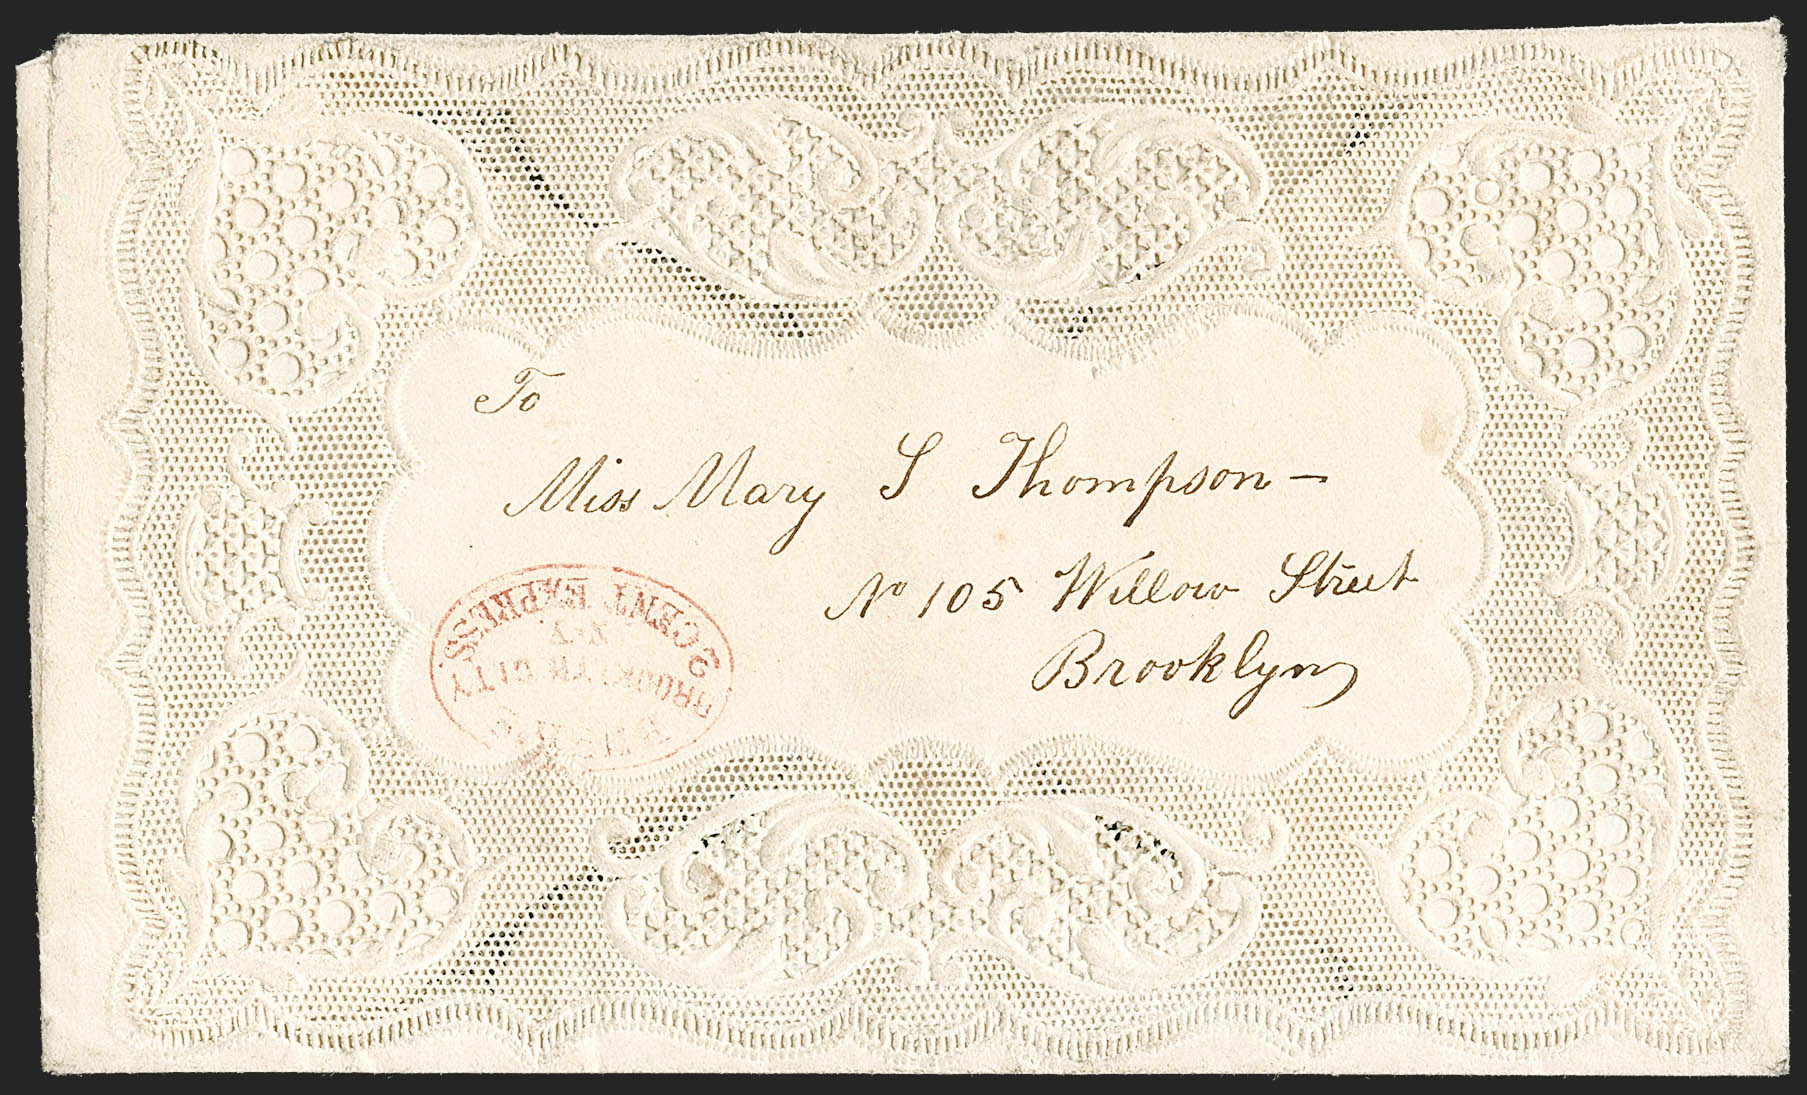 To
Miss Mary S Thompson—
No 105 Willow Street
Brooklyn
2 CENT EXPRESS
N.Y.
BROOKLYN CITY